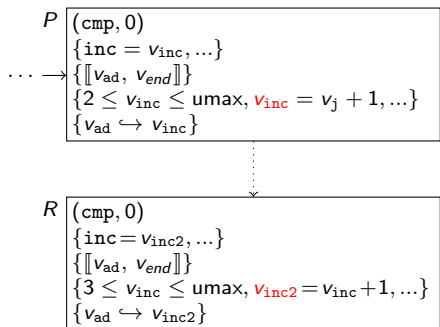 P
(cmp, 0)
{inc = v_inc, ...}
{⟦v_ad, v_end⟧}
{2 ≤ v_inc ≤ umax, v_inc = v_j + 1, ...}
{v_ad ↪ v_inc}
R
(cmp, 0)
{inc = v_inc2, ...}
{⟦v_ad, v_end⟧}
{3 ≤ v_inc ≤ umax, v_inc2 = v_inc + 1, ...}
{v_ad ↪ v_inc2}